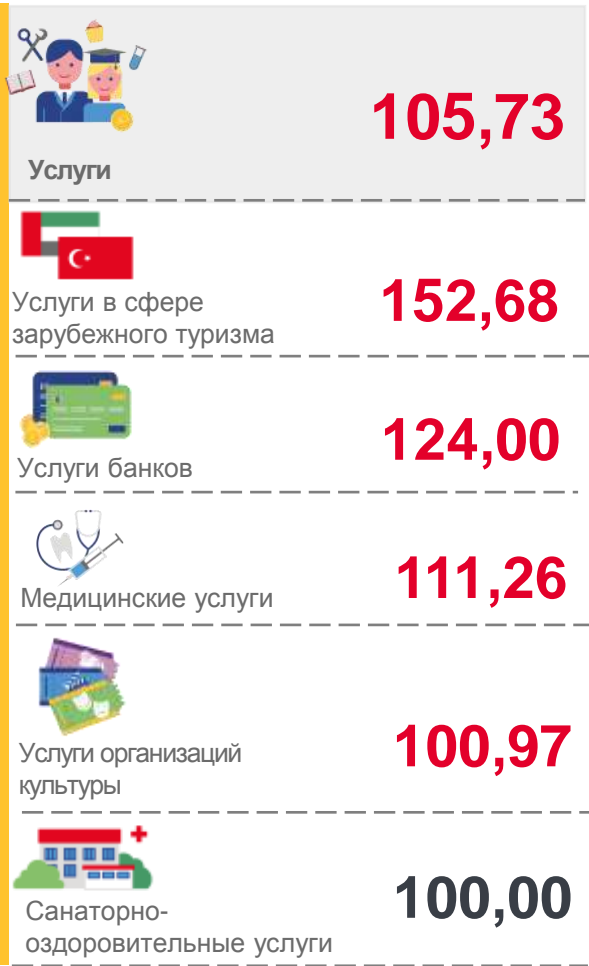 105,73
Услуги
Услуги в сфере
зарубежного туризма
152,68
Услуги банков
124,00
Медицинские услуги
111,26
Услуги организаций
культуры
100,97
Санаторно-
оздоровительные услуги
100,00